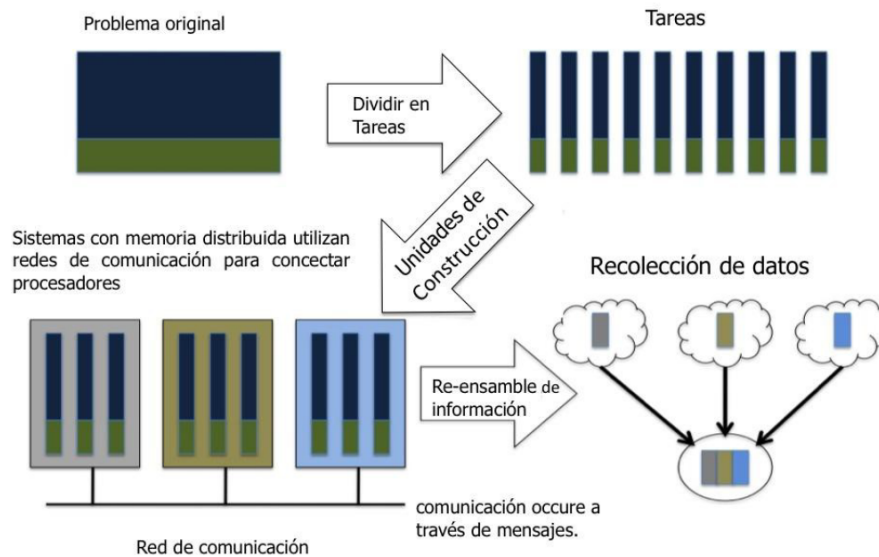 Problema original
Tareas
Dividir en
Tareas
Unidades de
Construcción
Sistemas con memoria distribuida utilizan
redes de comunicación para concectar
procesadores
Recolección de datos
Re-ensamble de
información
comunicación occure a
través de mensajes.
Red de comunicación